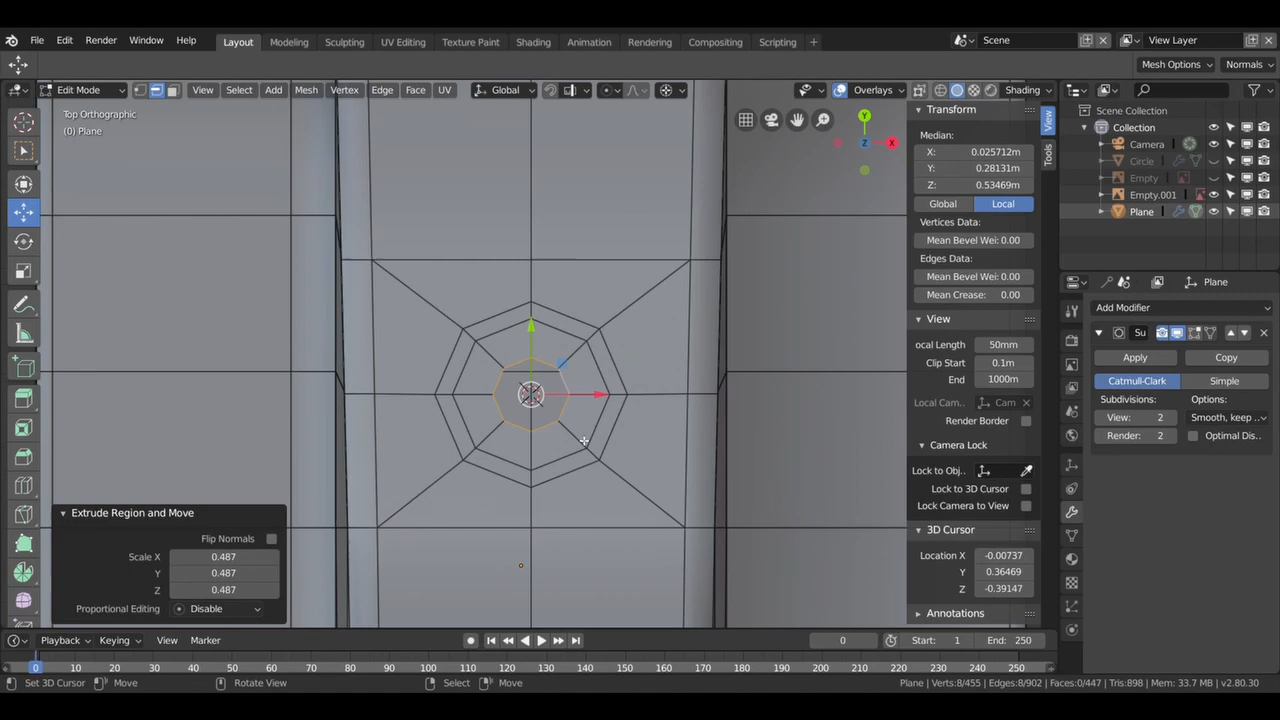 File Edit Render Window Help Layout Modeling Sculpting UV Editing Texture Paint Shading Animation Rendering Compositing Scripting + Scene View Layer
Mesh Options Normals
Edit Mode View Select Add Mesh Vertex Edge Face UV Global Overlays Shading
Top Orthographic
(0) Plane
Y
Z
X
Transform
Median:
X: 0.025712m
Y: 0.28131m
Z: 0.53469m
Global Local
Vertices Data:
Mean Bevel Wei: 0.00
Edges Data:
Mean Bevel Wei: 0.00
Mean Crease: 0.00
View
ocal Length 50mm
Clip Start 0.1m
End 1000m
Local Cam.. Cam
Render Border
Camera Lock
Lock to Obj..
Lock to 3D Cursor
Lock Camera to View
3D Cursor
Location X -0.00737
Y 0.36469
Z -0.39147
Annotations
View
Tools
Scene Collection
Collection
Camera
Circle
Empty
Empty.001
Plane
Plane
Add Modifier
Su
Apply Copy
Catmull-Clark Simple
Subdivisions: Options:
View: 2 Smooth, keep ..
Render: 2 Optimal Dis..
Extrude Region and Move
Flip Normals
Scale X 0.487
Y 0.487
Z 0.487
Proportional Editing Disable
Playback Keying View Marker 0 Start: 1 End: 250
0 10 20 30 40 50 60 70 80 90 100 110 120 130 140 150 160 170 180 190 200 210 220 230 240 250
Set 3D Cursor Move Rotate View Select Move Plane | Verts:8/455 | Edges:8/902 | Faces:0/447 | Tris:898 | Mem: 33.7 MB | v2.80.30